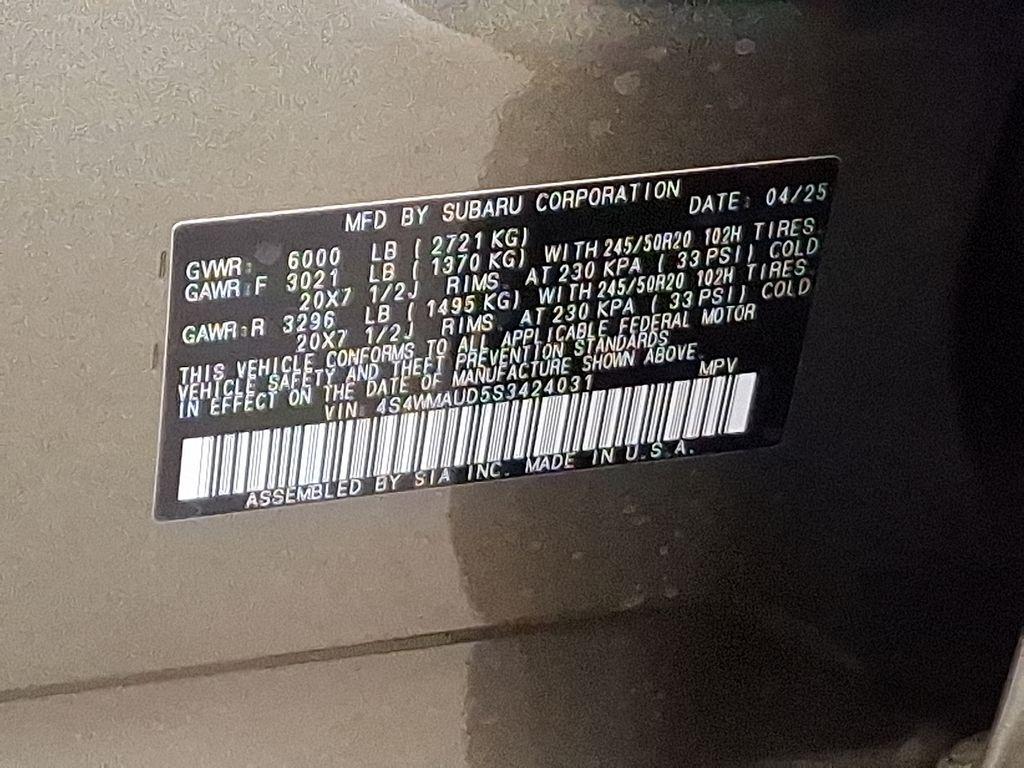 MFD BY SUBARU CORPORATION DATE: 04/25
GVWR: 6000 LB ( 2721 KG)
GAWR:F 3021 LB ( 1370 KG) WITH 245/50R20 102H TIRES.
20X7 1/2J RIMS. AT 230 KPA ( 33 PSI) COLD
GAWR:R 3296 LB ( 1495 KG) WITH 245/50R20 102H TIRES.
20X7 1/2J RIMS. AT 230 KPA ( 33 PSI) COLD
THIS VEHICLE CONFORMS TO ALL APPLICABLE FEDERAL MOTOR
VEHICLE SAFETY AND THEFT PREVENTION STANDARDS
IN EFFECT ON THE DATE OF MANUFACTURE SHOWN ABOVE.
VIN: 4S4WMAUD5S3424031 MPV
ASSEMBLED BY SIA INC. MADE IN U.S.A.